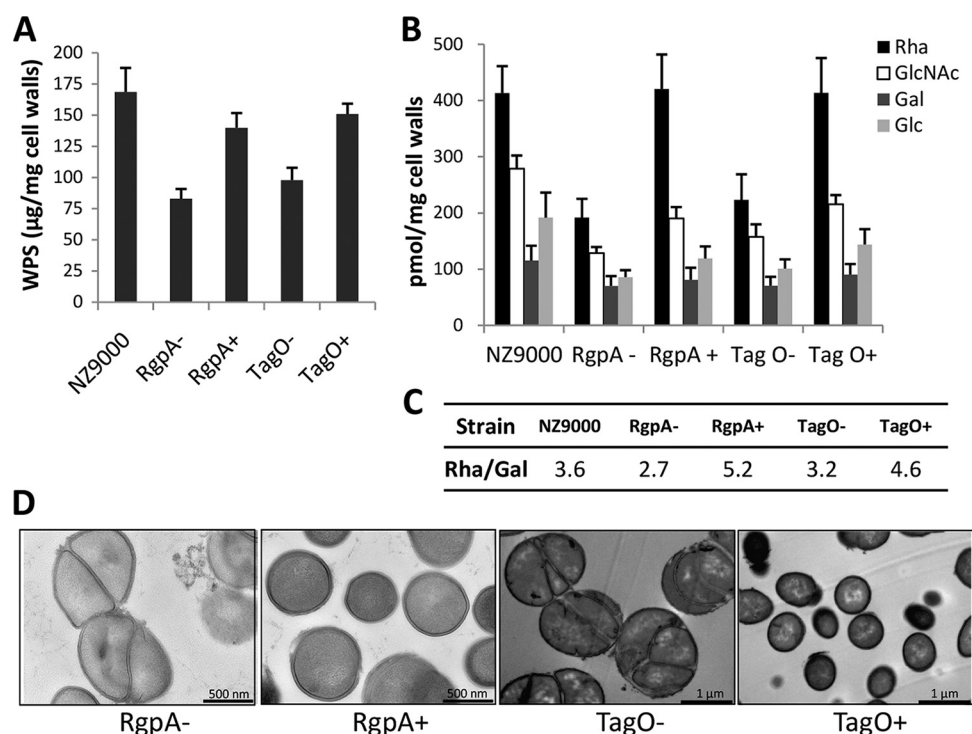 A
WPS (µg/mg cell walls)
200
175
150
125
100
75
50
25
0
NZ9000
RgpA-
RgpA+
TagO-
TagO+
B
pmol/mg cell walls
500
400
300
200
100
0
Rha
GlcNAc
Gal
Glc
NZ9000 RgpA - RgpA + Tag O- Tag O+
C
Strain NZ9000 RgpA- RgpA+ TagO- TagO+
Rha/Gal 3.6 2.7 5.2 3.2 4.6
D
500 nm
500 nm
1 µm
1 µm
RgpA- RgpA+ TagO- TagO+